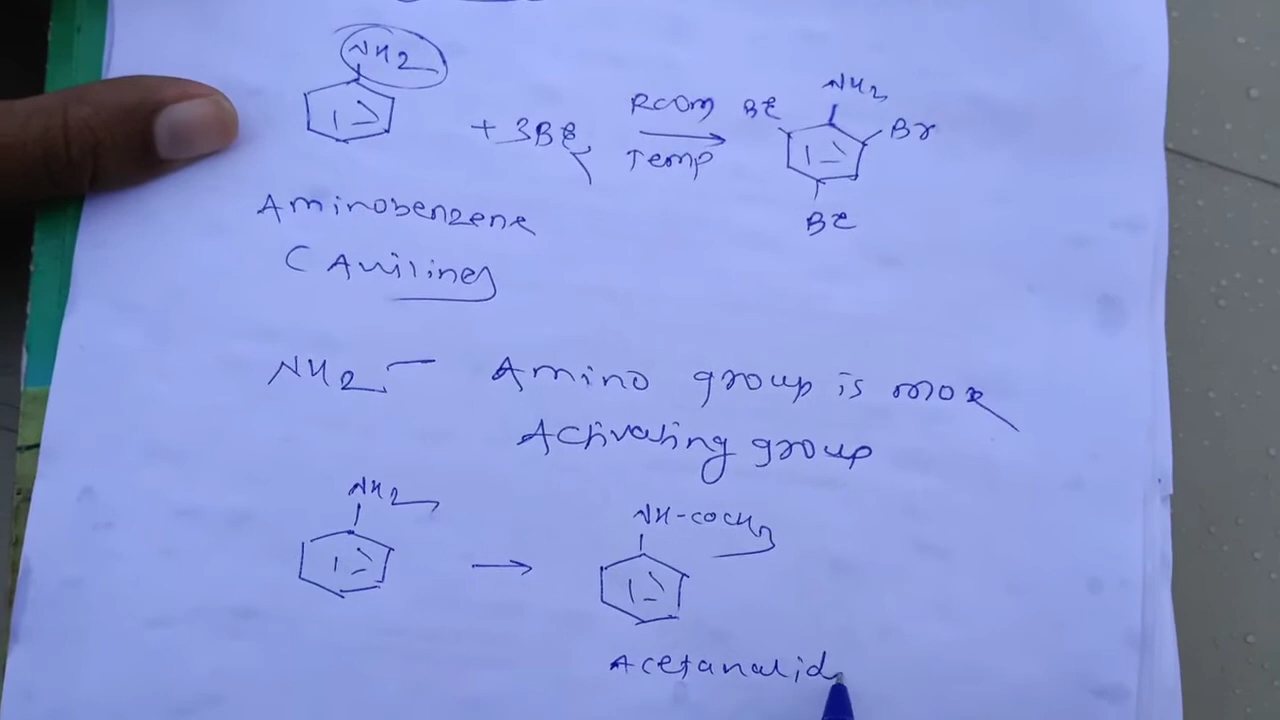 NH2
+ 3Br2
Room
Temp
NH2
Br
Br
Br
Aminobenzene
(Aniline)
NH2 - Amino group is more
Activating group
NH2
NH-COCH3
Acetanalid